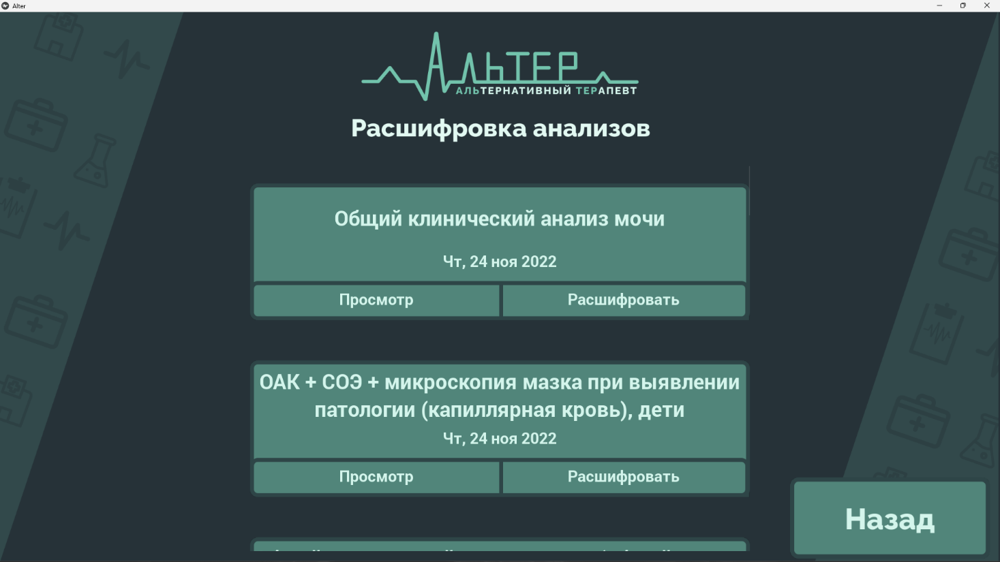 Alter
АЛЬТЕР
АЛЬТЕРНАТИВНЫЙ ТЕРАПЕВТ
Расшифровка анализов
Общий клинический анализ мочи
Чт, 24 ноя 2022
Просмотр
Расшифровать
ОАК + СОЭ + микроскопия мазка при выявлении
патологии (капиллярная кровь), дети
Чт, 24 ноя 2022
Просмотр
Расшифровать
Назад